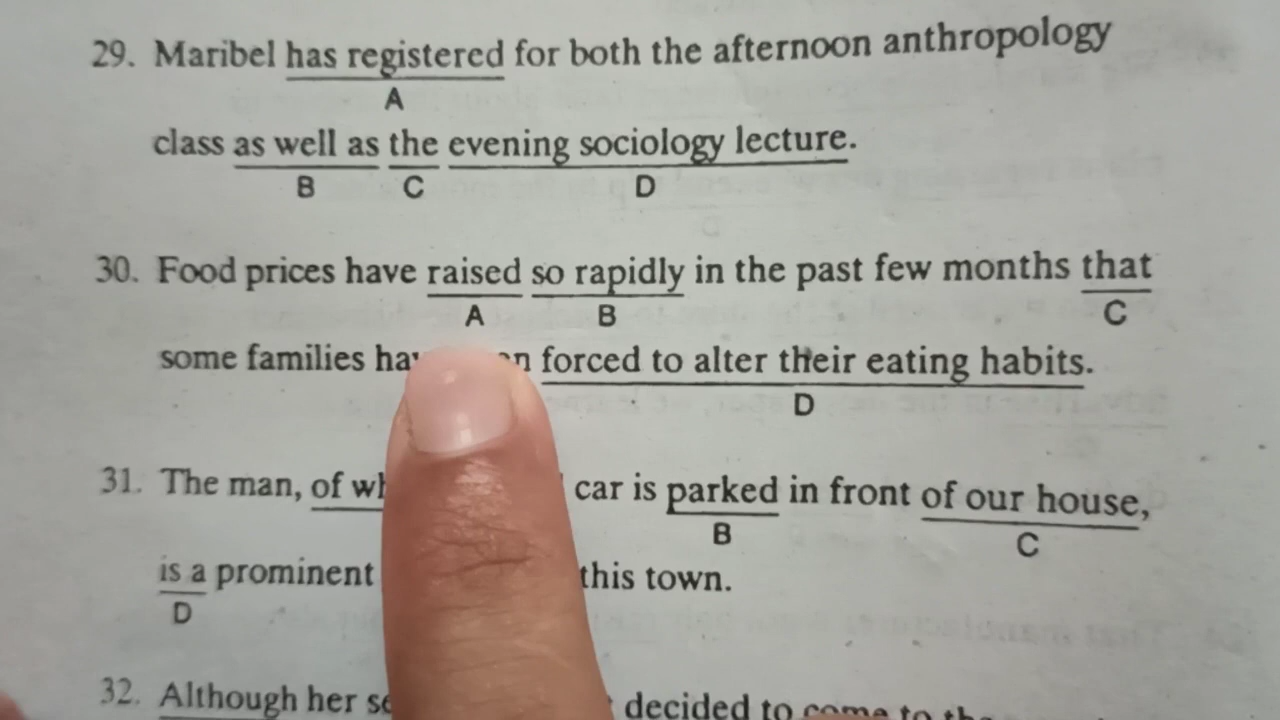 29. Maribel has registered for both the afternoon anthropology
A
class as well as the evening sociology lecture.
B C D
30. Food prices have raised so rapidly in the past few months that
A B C
some families forced to alter their eating habits.
D
31. The man, of car is parked in front of our house,
B C
is a prominent this town.
D
32. Although her decided to come to